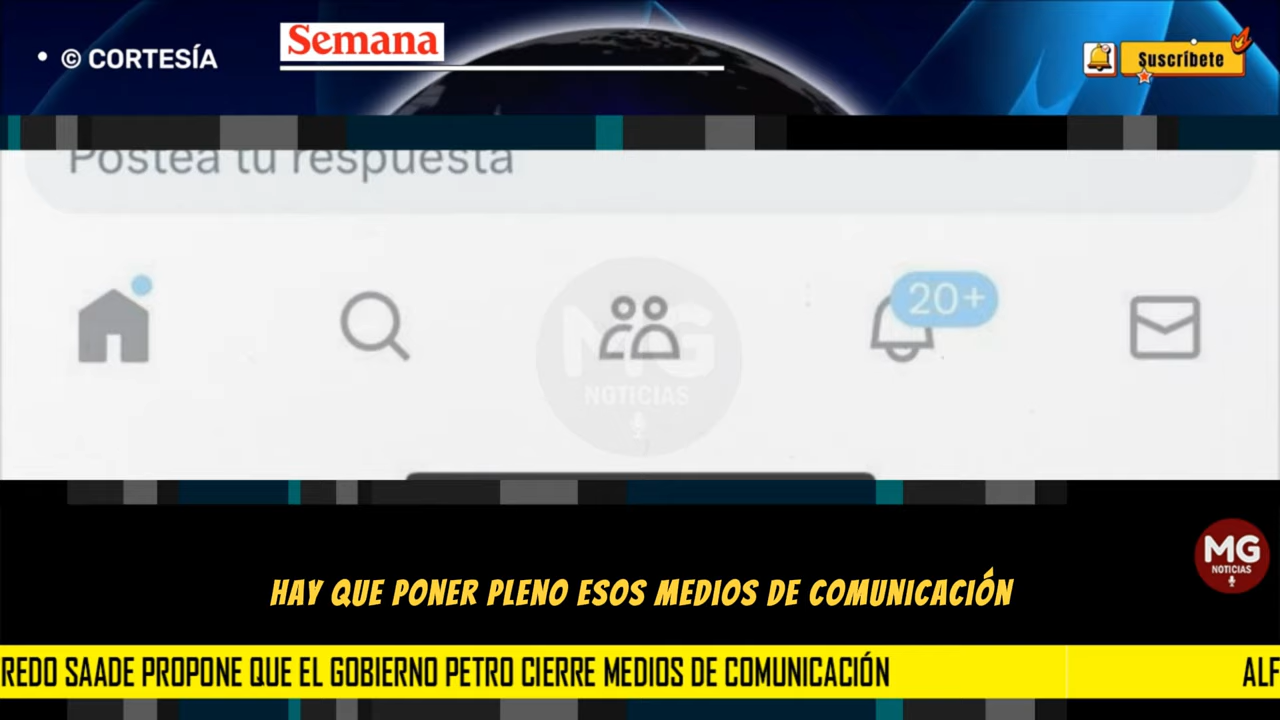 © CORTESÍA
Semana
Suscríbete
Postea tu respuesta
20+
MG
NOTICIAS
HAY QUE PONER PLENO ESOS MEDIOS DE COMUNICACIÓN
MG
NOTICIAS
REDO SAADE PROPONE QUE EL GOBIERNO PETRO CIERRE MEDIOS DE COMUNICACIÓN
ALF